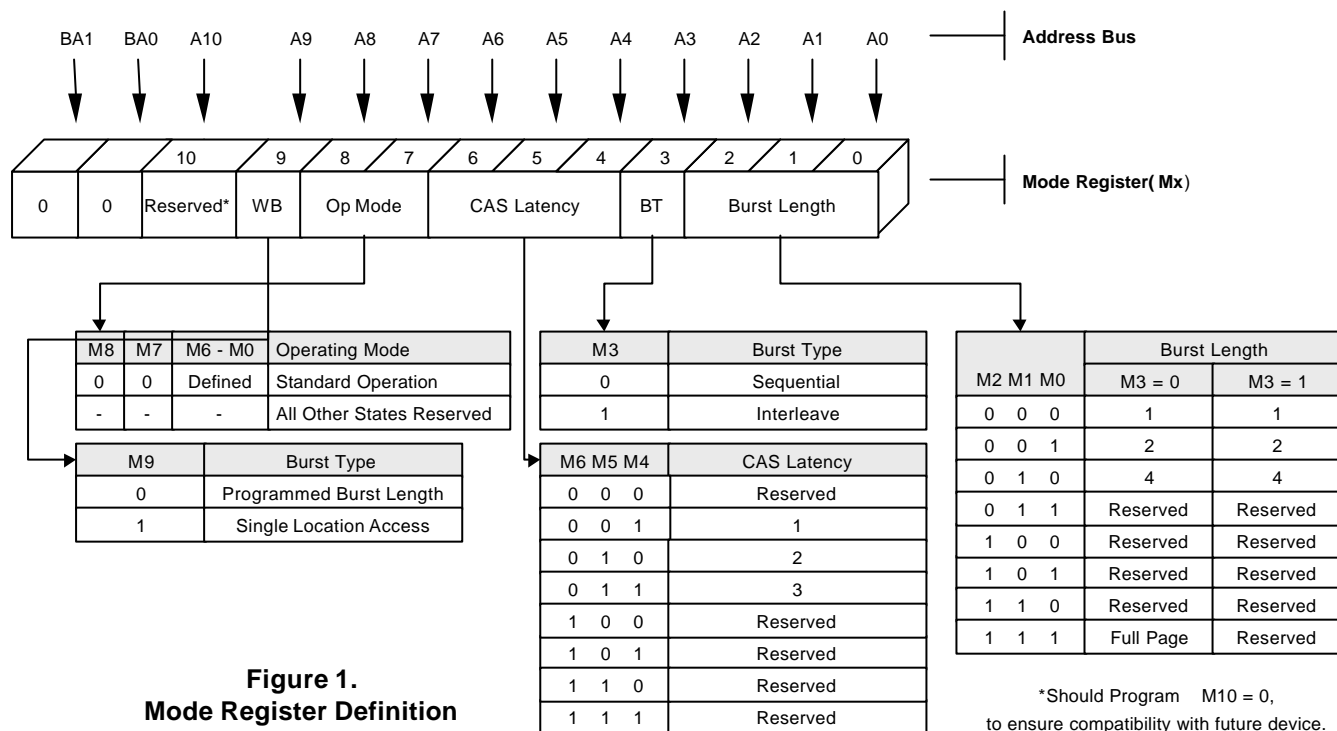 BA1 BA0 A10 A9 A8 A7 A6 A5 A4 A3 A2 A1 A0 Address Bus
10 9 8 7 6 5 4 3 2 1 0
Mode Register( Mx)
0 0 Reserved* WB Op Mode CAS Latency BT Burst Length
M8 M7 M6 - M0 Operating Mode
0 0 Defined Standard Operation
- - - All Other States Reserved
M9 Burst Type
0 Programmed Burst Length
1 Single Location Access
M3 Burst Type
0 Sequential
1 Interleave
M6 M5 M4 CAS Latency
0 0 0 Reserved
0 0 1 1
0 1 0 2
0 1 1 3
1 0 0 Reserved
1 0 1 Reserved
1 1 0 Reserved
1 1 1 Reserved
Burst Length
M2 M1 M0 M3 = 0 M3 = 1
0 0 0 1 1
0 0 1 2 2
0 1 0 4 4
0 1 1 Reserved Reserved
1 0 0 Reserved Reserved
1 0 1 Reserved Reserved
1 1 0 Reserved Reserved
1 1 1 Full Page Reserved
Figure 1.
Mode Register Definition
*Should Program M10 = 0,
to ensure compatibility with future device.